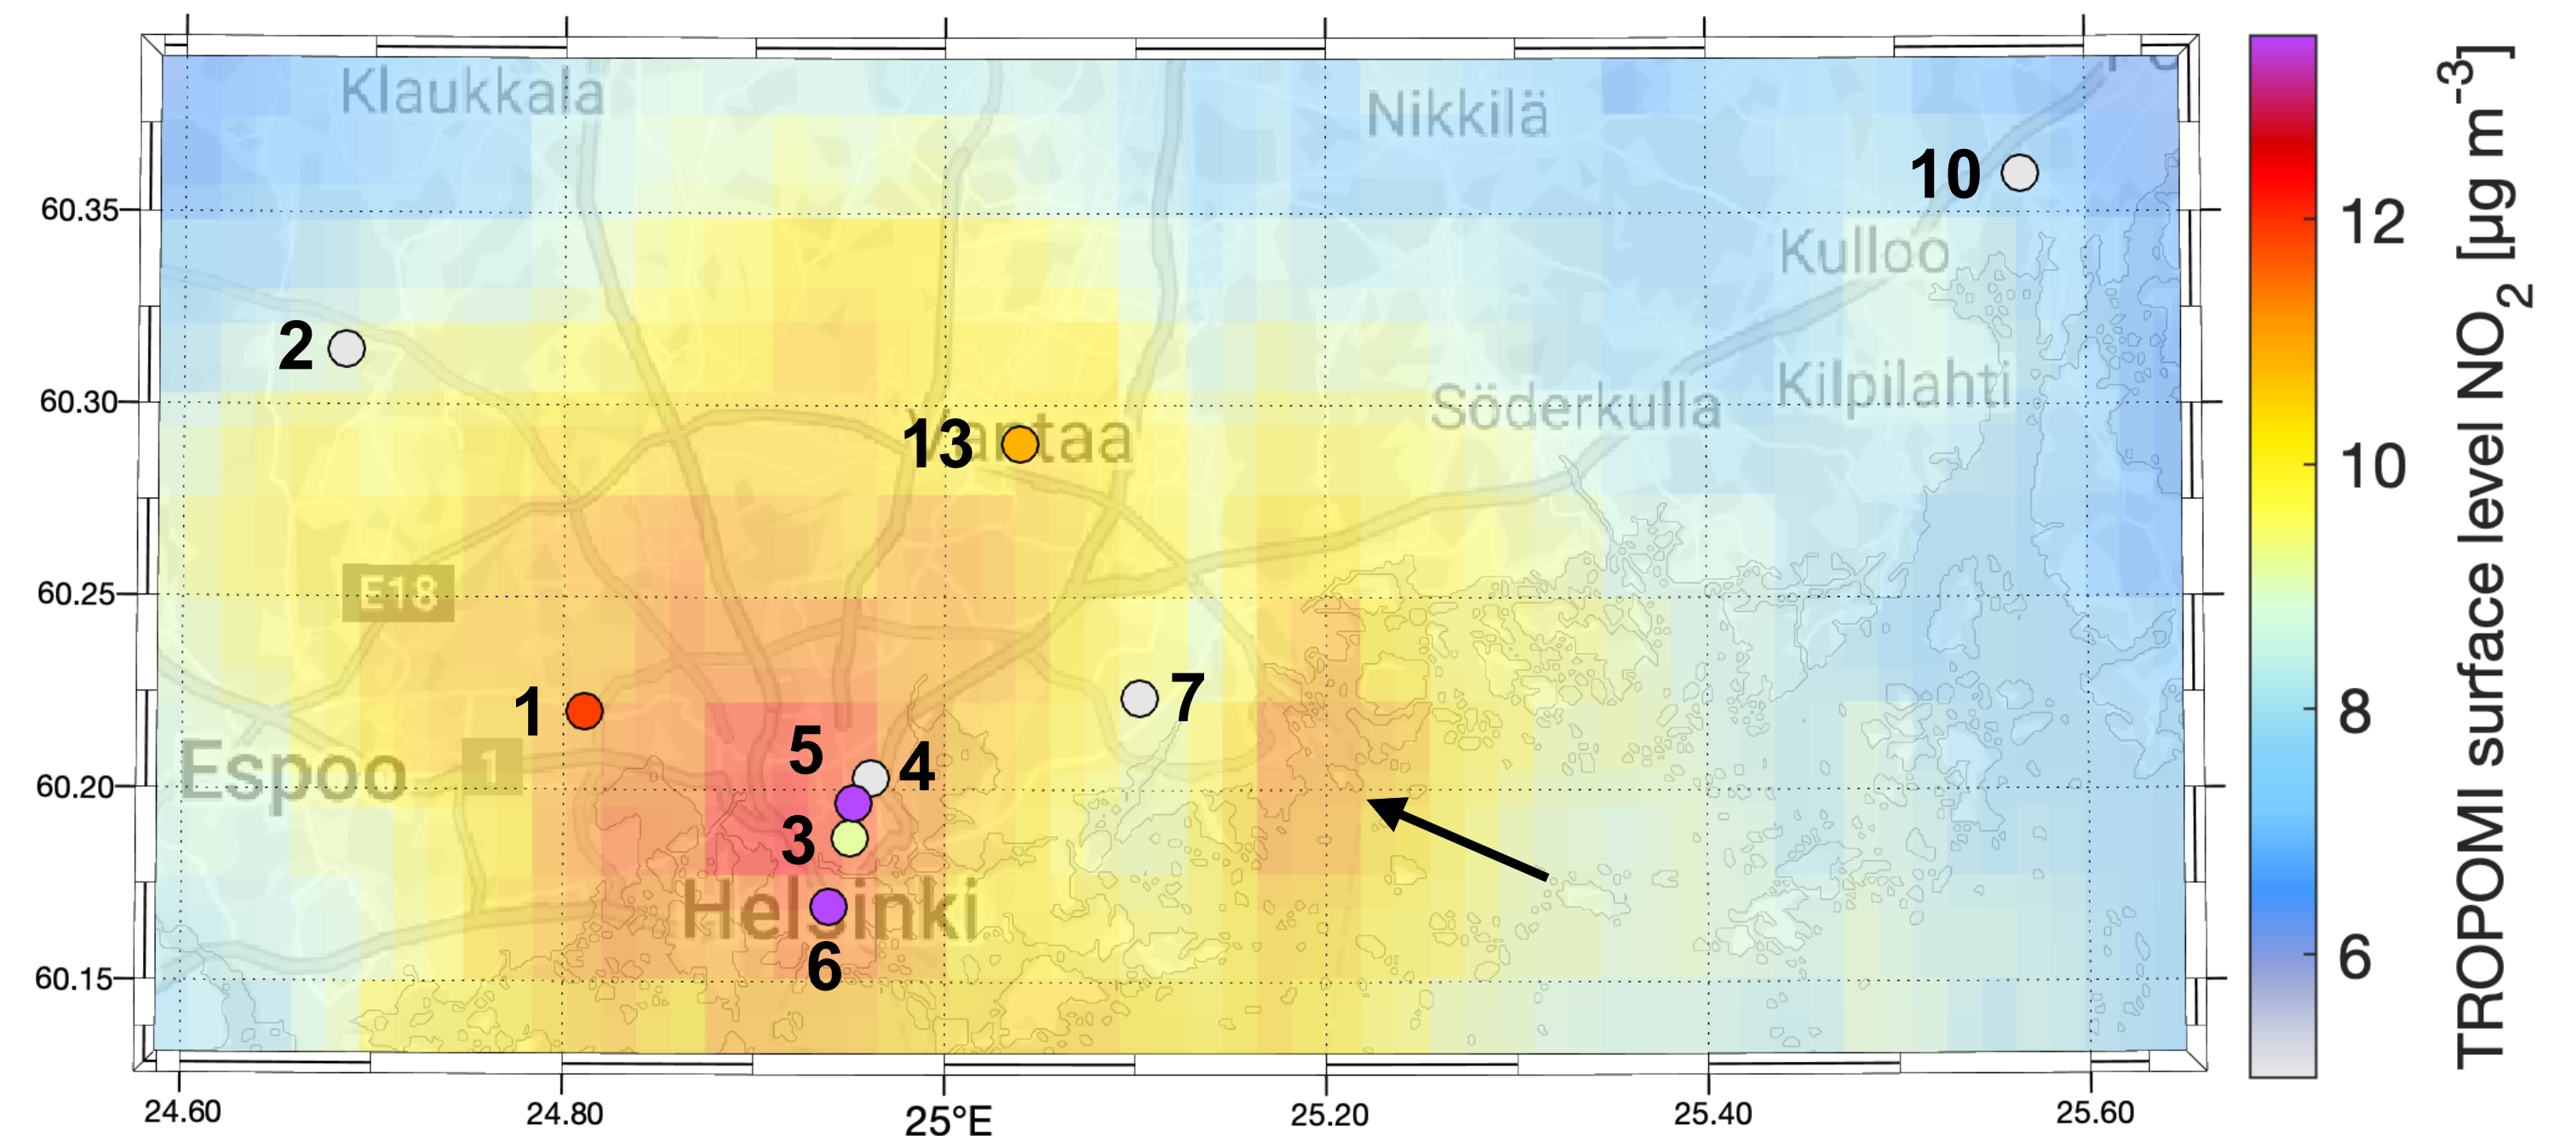 Klaukkala
Nikkilä
10
60.35
Kulloo
12
2
60.30
Söderkulla
Kilpilahti
13
Vantaa
10
60.25
E18
1
7
8
Espoo
1
5
4
60.20
3
Helsinki
6
6
60.15
24.60
24.80
25°E
25.20
25.40
25.60
TROPOMI surface level NO2 [µg m-3]